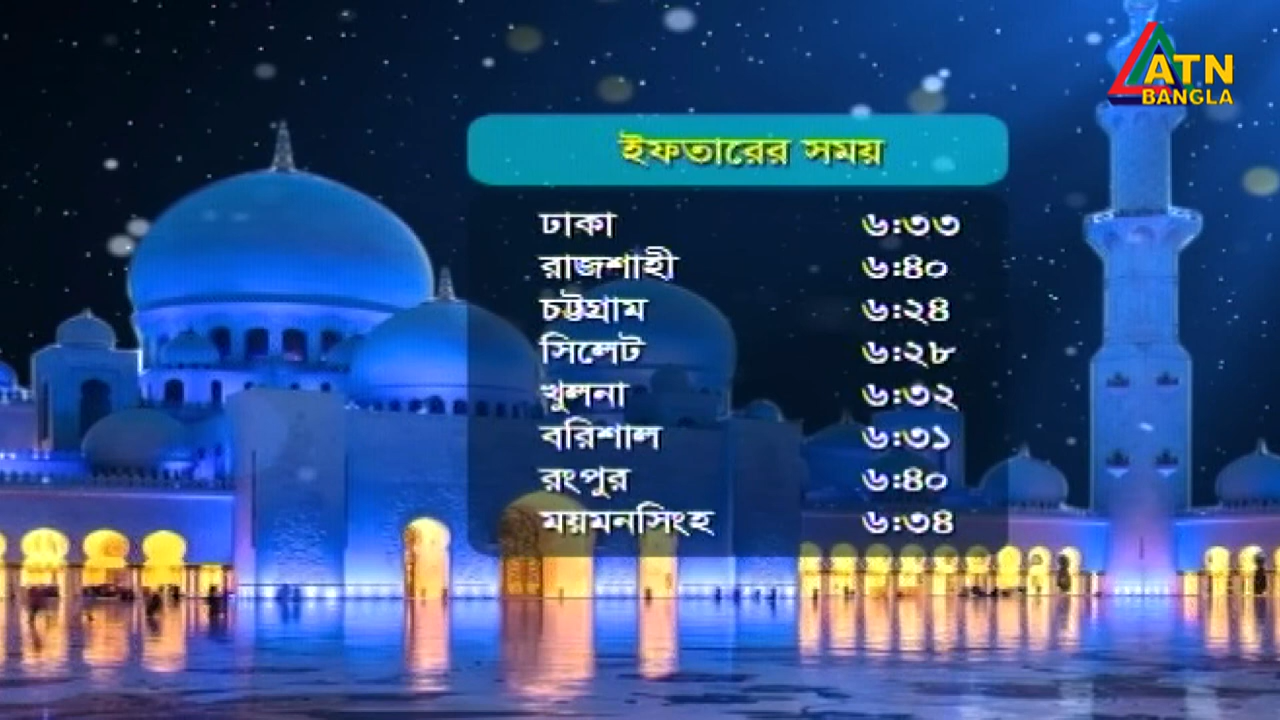 ATN
BANGLA
ইফতারের সময়
ঢাকা ৬:৩৩
রাজশাহী ৬:৪০
চট্টগ্রাম ৬:২৪
সিলেট ৬:২৮
খুলনা ৬:৩২
বরিশাল ৬:৩১
রংপুর ৬:৪০
ময়মনসিংহ ৬:৩৪